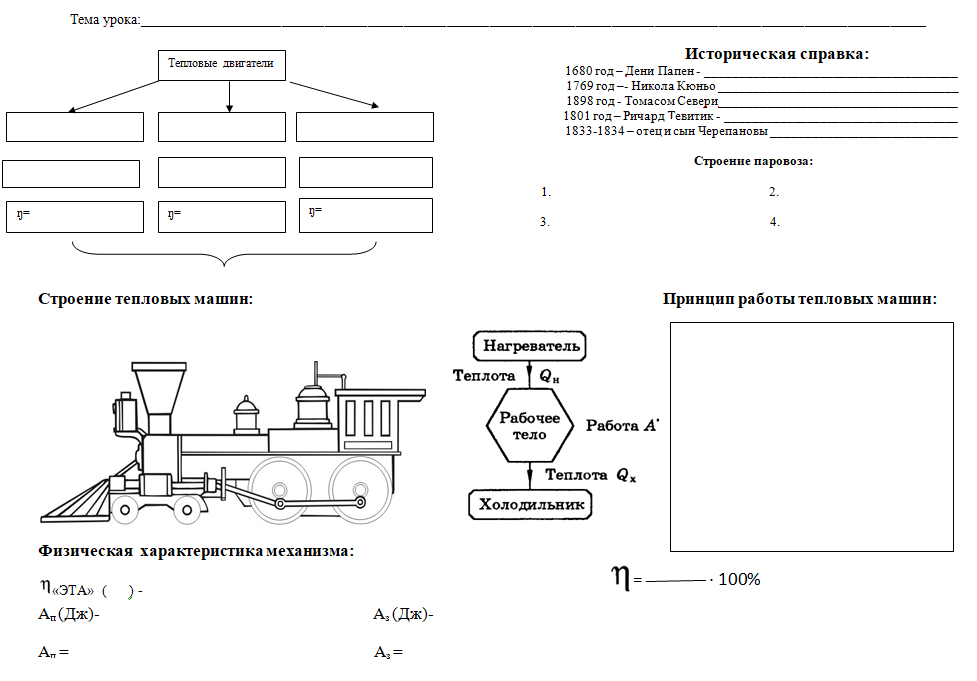 Тема урока:
Тепловые двигатели
ŋ=
ŋ=
ŋ=
Историческая справка:
1680 год – Дени Папен -
1769 год –- Никола Кюньо
1898 год - Томасом Севери
1801 год – Ричард Тевитик -
1833-1834 – отец и сын Черепановы
Строение паровоза:
1. 2.
3. 4.
Строение тепловых машин:
Принцип работы тепловых машин:
Нагреватель
Теплота Qн
Рабочее
тело
Работа A'
Теплота Qх
Холодильник
Физическая характеристика механизма:
η «ЭТА» ( ) -
Ап (Дж)- Аз (Дж)-
Ап = Аз =
η = ——— · 100%